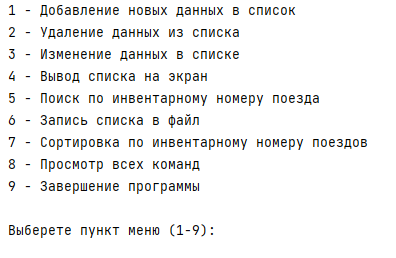 1 - Добавление новых данных в список
2 - Удаление данных из списка
3 - Изменение данных в списке
4 - Вывод списка на экран
5 - Поиск по инвентарному номеру поезда
6 - Запись списка в файл
7 - Сортировка по инвентарному номеру поездов
8 - Просмотр всех команд
9 - Завершение программы
Выберете пункт меню (1-9):